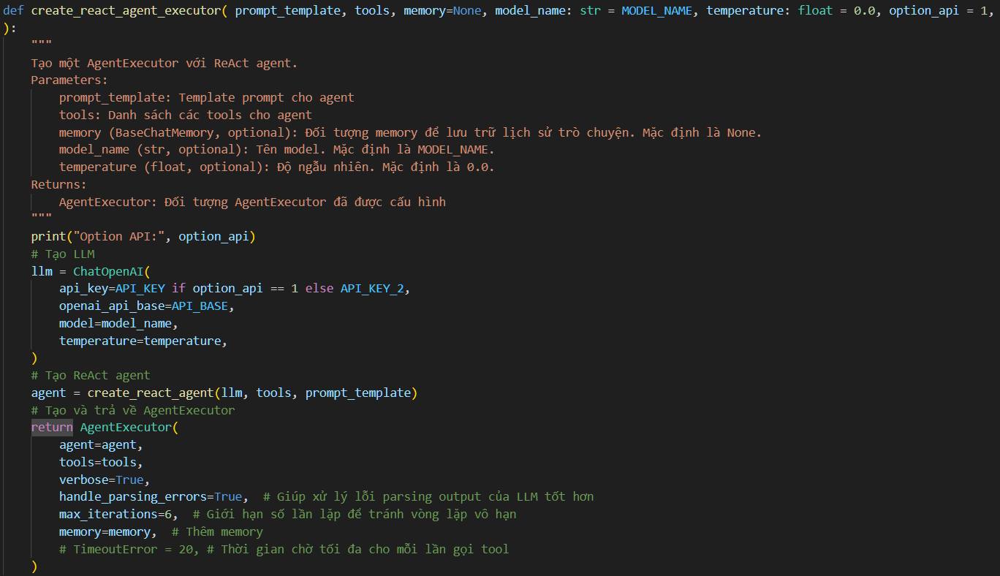 def create_react_agent_executor( prompt_template, tools, memory=None, model_name: str = MODEL_NAME, temperature: float = 0.0, option_api = 1,
):
    """
    Tạo một AgentExecutor với ReAct agent.
    Parameters:
        prompt_template: Template prompt cho agent
        tools: Danh sách các tools cho agent
        memory (BaseChatMemory, optional): Đối tượng memory để lưu trữ lịch sử trò chuyện. Mặc định là None.
        model_name (str, optional): Tên model. Mặc định là MODEL_NAME.
        temperature (float, optional): Độ ngẫu nhiên. Mặc định là 0.0.
    Returns:
        AgentExecutor: Đối tượng AgentExecutor đã được cấu hình
    """
    print("Option API:", option_api)
    # Tạo LLM
    llm = ChatOpenAI(
        api_key=API_KEY if option_api == 1 else API_KEY_2,
        openai_api_base=API_BASE,
        model=model_name,
        temperature=temperature,
    )
    # Tạo ReAct agent
    agent = create_react_agent(llm, tools, prompt_template)
    # Tạo và trả về AgentExecutor
    return AgentExecutor(
        agent=agent,
        tools=tools,
        verbose=True,
        handle_parsing_errors=True,  # Giúp xử lý lỗi parsing output của LLM tốt hơn
        max_iterations=6,  # Giới hạn số lần lặp để tránh vòng lặp vô hạn
        memory=memory,  # Thêm memory
        # TimeoutError = 20, # Thời gian chờ tối đa cho mỗi lần gọi tool
    )